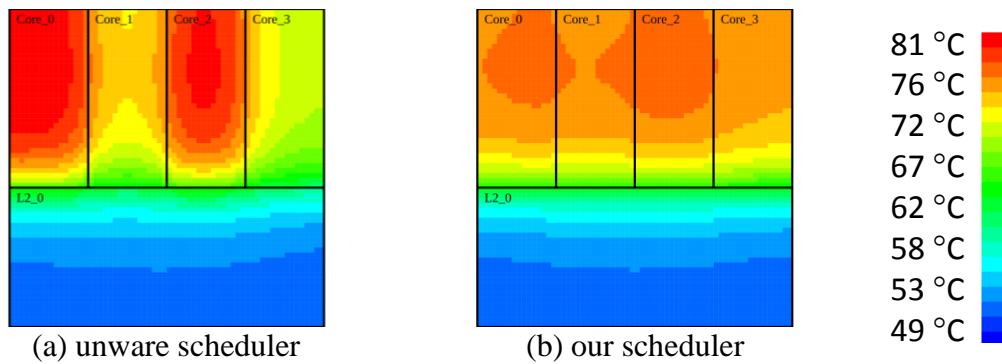 Core_0 Core_1 Core_2 Core_3
L2_0
(a) unware scheduler
Core_0 Core_1 Core_2 Core_3
L2_0
(b) our scheduler
81 °C
76 °C
72 °C
67 °C
62 °C
58 °C
53 °C
49 °C